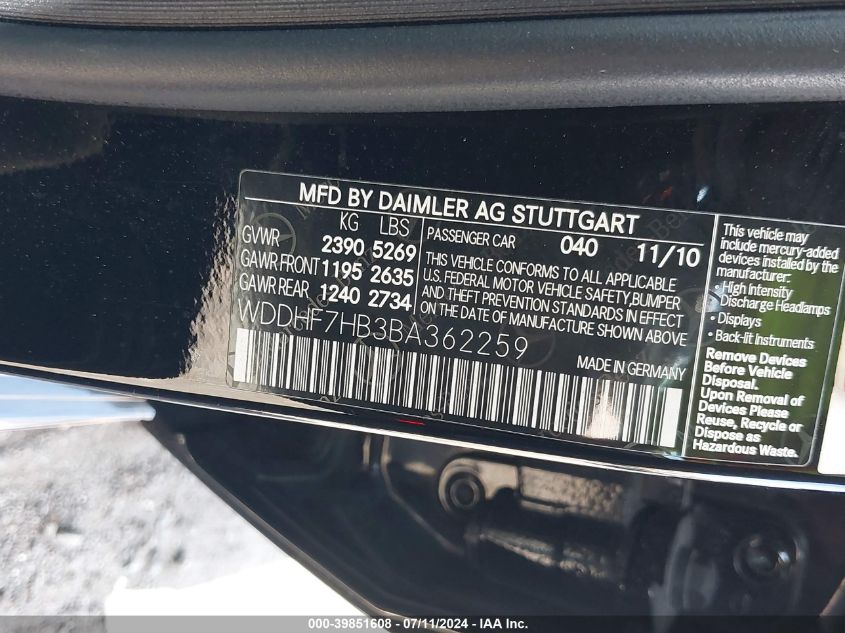 MFD BY DAIMLER AG STUTTGART
KG LBS
GVWR 2390 5269
GAWR FRONT 1195 2635
GAWR REAR 1240 2734
PASSENGER CAR 040 11/10
THIS VEHICLE CONFORMS TO ALL APPLICABLE
U.S. FEDERAL MOTOR VEHICLE SAFETY, BUMPER
AND THEFT PREVENTION STANDARDS IN EFFECT
ON THE DATE OF MANUFACTURE SHOWN ABOVE
WDDHF7HB3BA362259
MADE IN GERMANY
This vehicle may
include mercury-added
devices installed by the
manufacturer:
• High Intensity
Discharge Headlamps
• Displays
• Back-lit Instruments
Remove Devices
Before Vehicle
Disposal.
Upon Removal of
Devices Please
Reuse, Recycle or
Dispose as
Hazardous Waste.
000-39851608 - 07/11/2024 - IAA Inc.